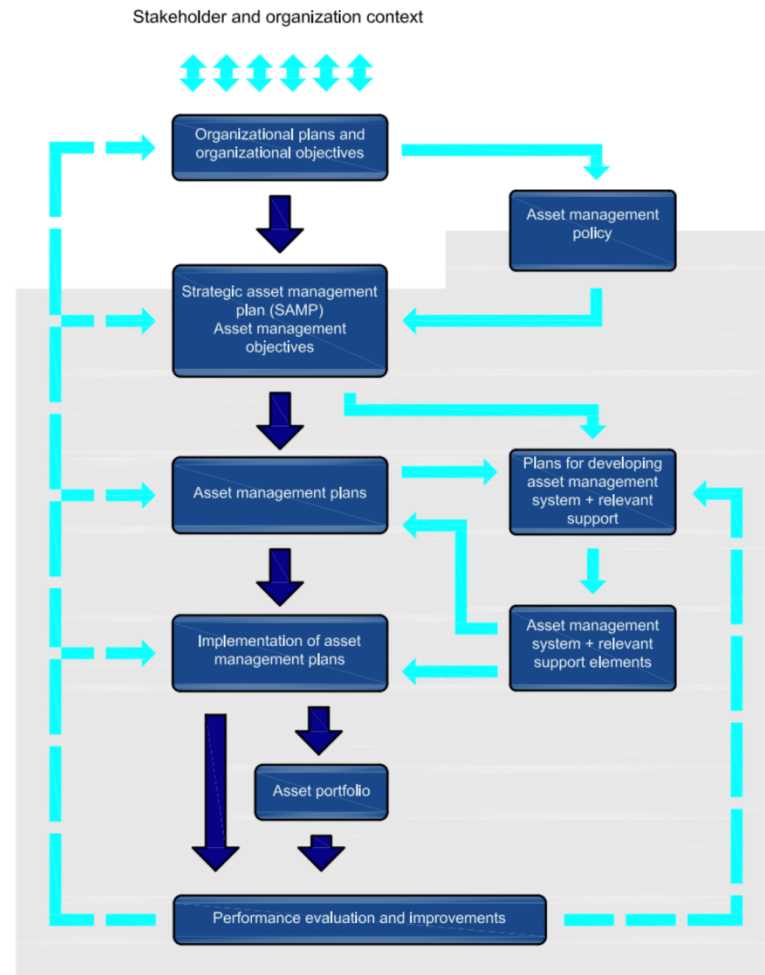 Stakeholder and organization context
Organizational plans and
organizational objectives
Asset management
policy
Strategic asset management
plan (SAMP)
Asset management
objectives
Asset management plans
Plans for developing
asset management
system + relevant
support
Implementation of asset
management plans
Asset management
system + relevant
support elements
Asset portfolio
Performance evaluation and improvements